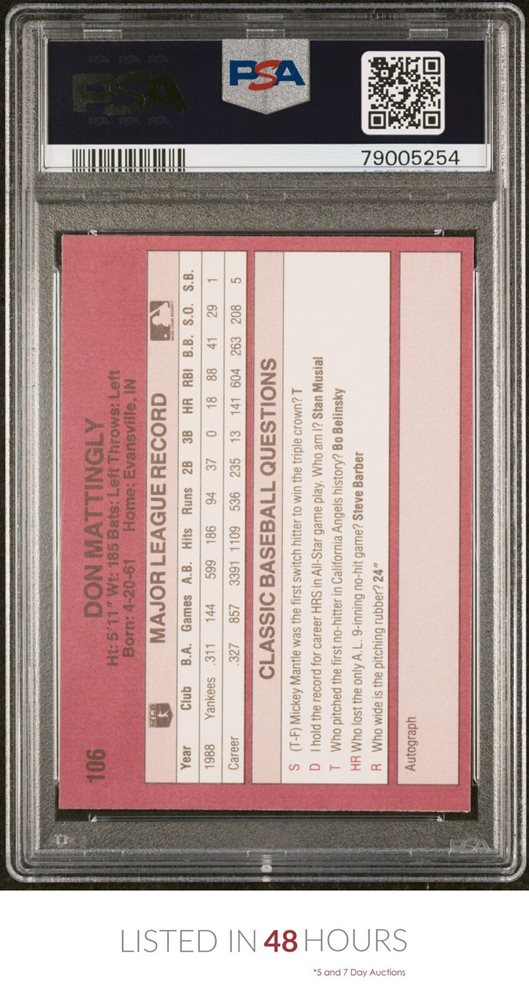 PSA
79005254
106
DON MATTINGLY
Ht: 5'11" Wt: 185 Bats: Left Throws: Left
Born: 4-20-61 Home: Evansville, IN
MAJOR LEAGUE RECORD
Year Club B.A. Games A.B. Hits Runs 2B 3B HR RBI B.B. S.O. S.B.
1988 Yankees .311 144 599 186 94 37 0 18 88 41 29 1
Career .327 857 3391 1109 536 235 13 141 604 263 208 5
CLASSIC BASEBALL QUESTIONS
S (T-F) Mickey Mantle was the first switch hitter to win the triple crown? T
D I hold the record for career HRS in All-Star game play. Who am I? Stan Musial
T Who pitched the first no-hitter in California Angels history? Bo Belinsky
HR Who lost the only A.L. 9-inning no-hit game? Steve Barber
R Who wide is the pitching rubber? 24"
Autograph
PSA
LISTED IN 48 HOURS
*5 and 7 Day Auctions